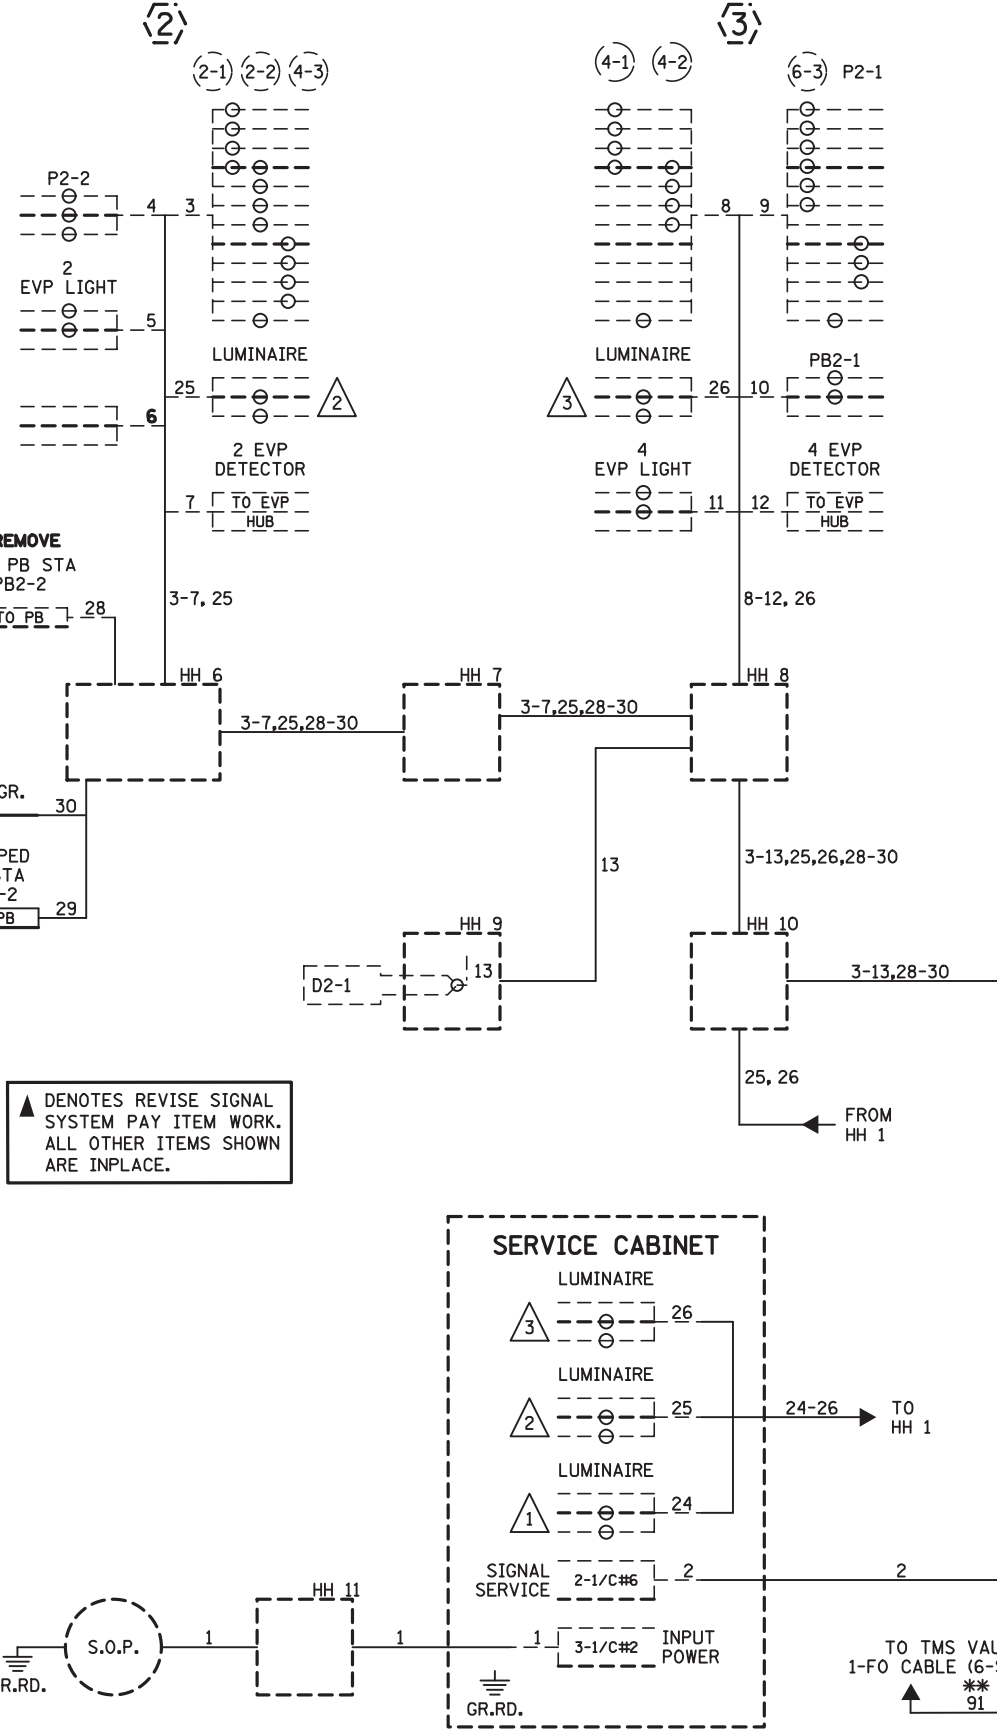 2
3
2-1 2-2 4-3
4-1 4-2
6-3 P2-1
P2-2
4 3
8 9
2
EVP LIGHT
5
LUMINAIRE
25
2
6
2 EVP
DETECTOR
7
TO EVP
HUB
LUMINAIRE
3
26 10
PB2-1
4
EVP LIGHT
4 EVP
DETECTOR
11 12
TO EVP
HUB
REMOVE
PB STA
PB2-2
TO PB
28
3-7, 25
8-12, 26
HH 6
HH 7
HH 8
3-7,25,28-30
3-7,25,28-30
GR.
30
PED
STA
-2
PB
29
13
3-13,25,26,28-30
HH 9
HH 10
D2-1
13
3-13,28-30
25, 26
FROM
HH 1
DENOTES REVISE SIGNAL
SYSTEM PAY ITEM WORK.
ALL OTHER ITEMS SHOWN
ARE INPLACE.
SERVICE CABINET
LUMINAIRE
3
26
LUMINAIRE
2
25
24-26
TO
HH 1
LUMINAIRE
1
24
SIGNAL
SERVICE
2-1/C#6
2
2
HH 11
S.O.P.
1
1
1
3-1/C#2
INPUT
POWER
GR.RD.
GR.RD.
TO TMS VAU
1-FO CABLE (6-
**
91